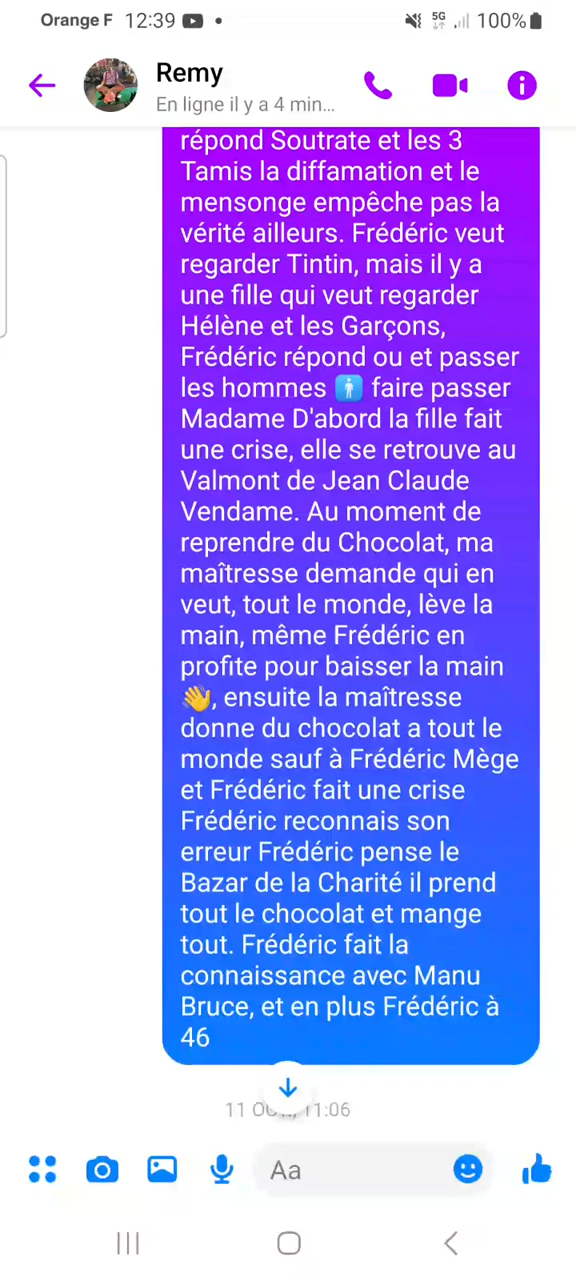 Orange F 12:39
5G
100%
Remy
En ligne il y a 4 min...
répond Soutrate et les 3
Tamis la diffamation et le
mensonge empêche pas la
vérité ailleurs. Frédéric veut
regarder Tintin, mais il y a
une fille qui veut regarder
Hélène et les Garçons,
Frédéric répond ou et passer
les hommes 🚹 faire passer
Madame D'abord la fille fait
une crise, elle se retrouve au
Valmont de Jean Claude
Vendame. Au moment de
reprendre du Chocolat, ma
maîtresse demande qui en
veut, tout le monde, lève la
main, même Frédéric en
profite pour baisser la main
👋, ensuite la maîtresse
donne du chocolat a tout le
monde sauf à Frédéric Mège
et Frédéric fait une crise
Frédéric reconnais son
erreur Frédéric pense le
Bazar de la Charité il prend
tout le chocolat et mange
tout. Frédéric fait la
connaissance avec Manu
Bruce, et en plus Frédéric à
46
11 11:06
Aa